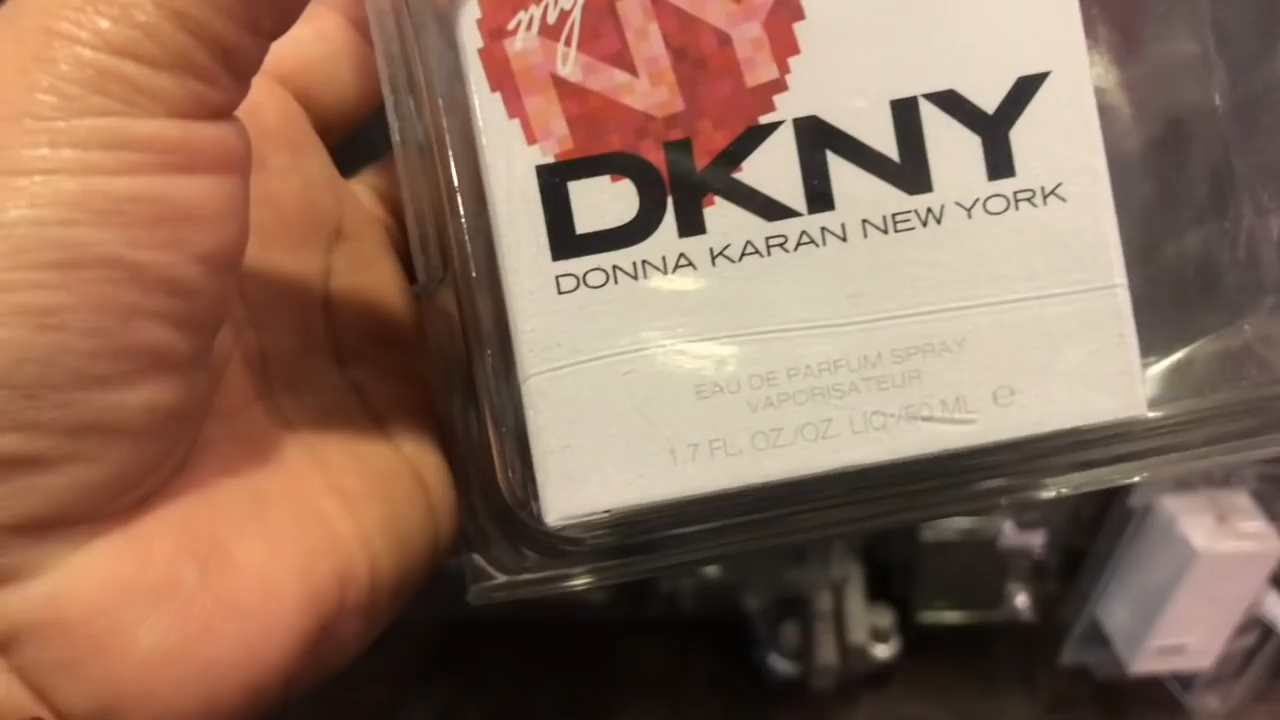 NY
DKNY
DONNA KARAN NEW YORK
EAU DE PARFUM SPRAY
VAPORISATEUR
1.7 FL. OZ./OZ. LIQ./50 ML ℮